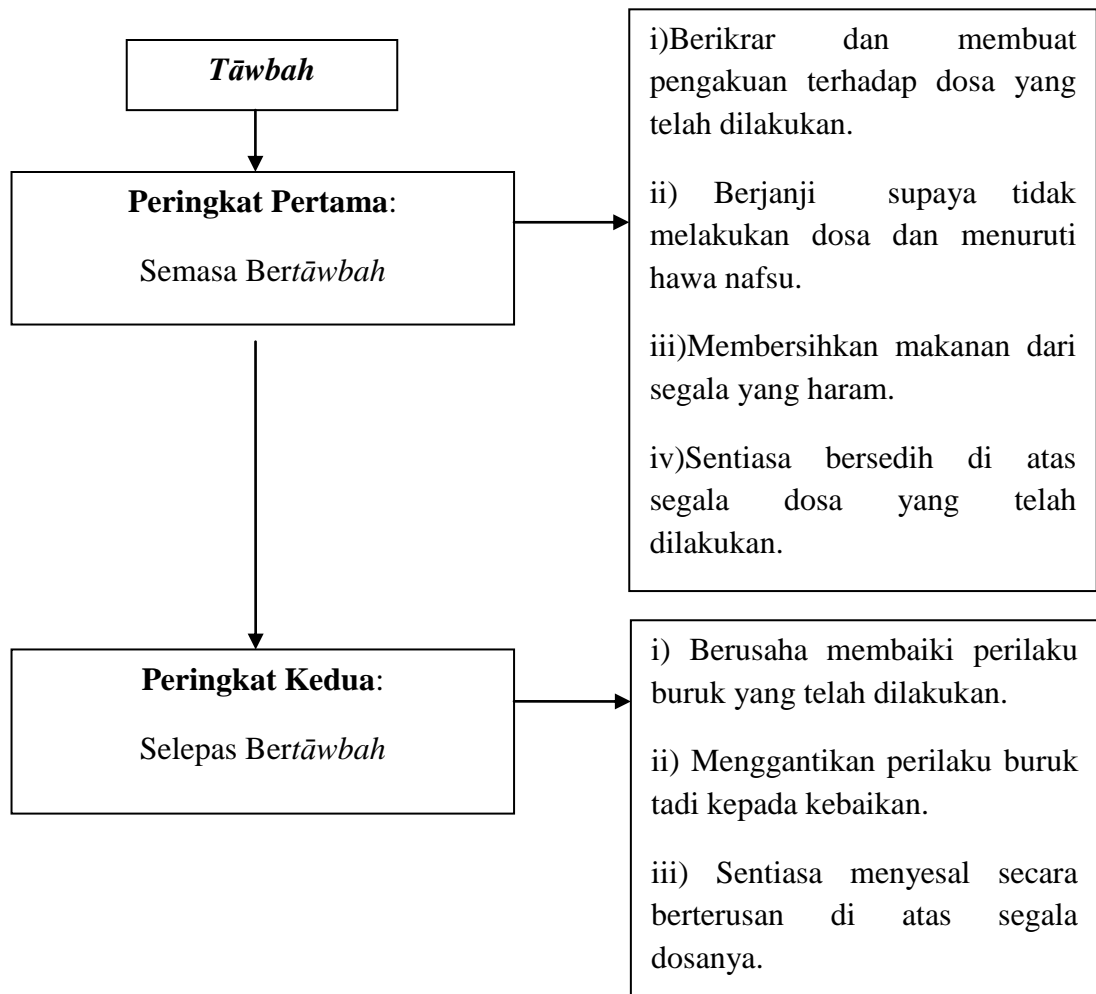 Tāwbah
Peringkat Pertama:
Semasa Bertāwbah
i)Berikrar dan membuat
pengakuan terhadap dosa yang
telah dilakukan.
ii) Berjanji supaya tidak
melakukan dosa dan menuruti
hawa nafsu.
iii)Membersihkan makanan dari
segala yang haram.
iv)Sentiasa bersedih di atas
segala dosa yang telah
dilakukan.
Peringkat Kedua:
Selepas Bertāwbah
i) Berusaha membaiki perilaku
buruk yang telah dilakukan.
ii) Menggantikan perilaku buruk
tadi kepada kebaikan.
iii) Sentiasa menyesal secara
berterusan di atas segala
dosanya.